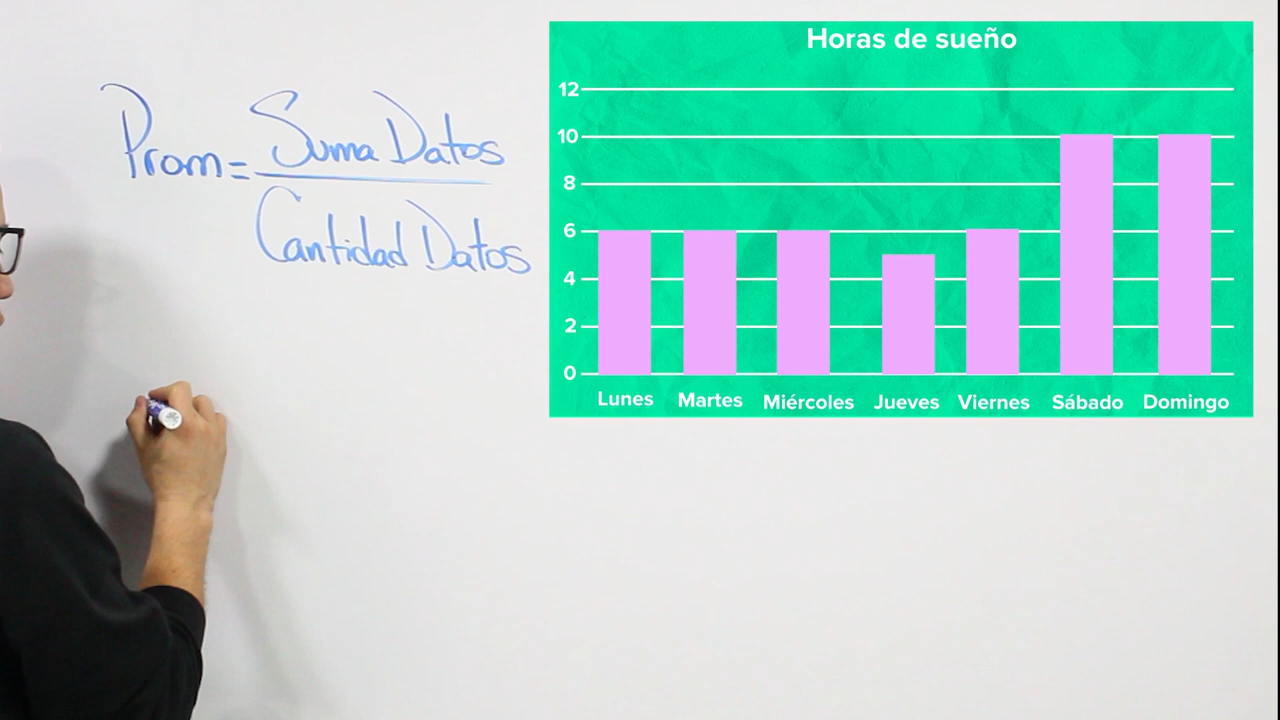 Prom = Suma Datos
Cantidad Datos
Horas de sueño
12
10
8
6
4
2
0
Lunes Martes Miércoles Jueves Viernes Sábado Domingo